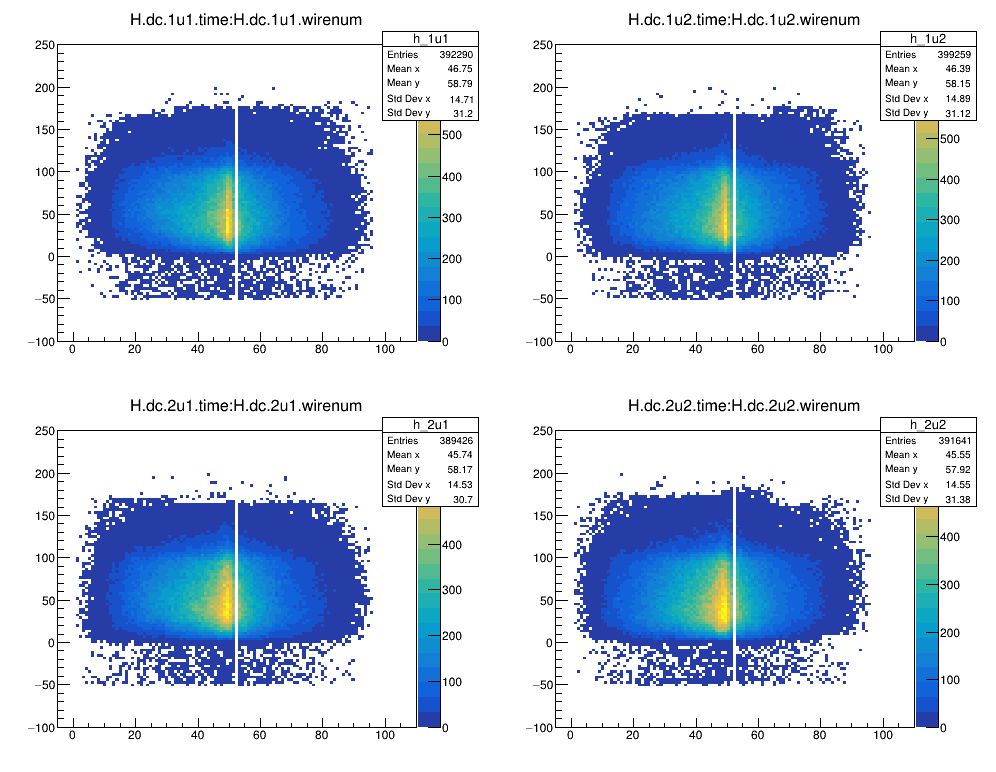 H.dc.1u1.time:H.dc.1u1.wirenum
h_1u1
Entries 392290
Mean x 46.75
Mean y 58.79
Std Dev x 14.71
Std Dev y 31.2
250
200
150
100
50
0
−50
−100
0 20 40 60 80 100
500
400
300
200
100
0
H.dc.1u2.time:H.dc.1u2.wirenum
h_1u2
Entries 399259
Mean x 46.39
Mean y 58.15
Std Dev x 14.89
Std Dev y 31.12
250
200
150
100
50
0
−50
−100
0 20 40 60 80 100
500
400
300
200
100
0
H.dc.2u1.time:H.dc.2u1.wirenum
h_2u1
Entries 389426
Mean x 45.74
Mean y 58.17
Std Dev x 14.53
Std Dev y 30.7
250
200
150
100
50
0
−50
−100
0 20 40 60 80 100
400
300
200
100
0
H.dc.2u2.time:H.dc.2u2.wirenum
h_2u2
Entries 391641
Mean x 45.55
Mean y 57.92
Std Dev x 14.55
Std Dev y 31.38
250
200
150
100
50
0
−50
−100
0 20 40 60 80 100
400
300
200
100
0